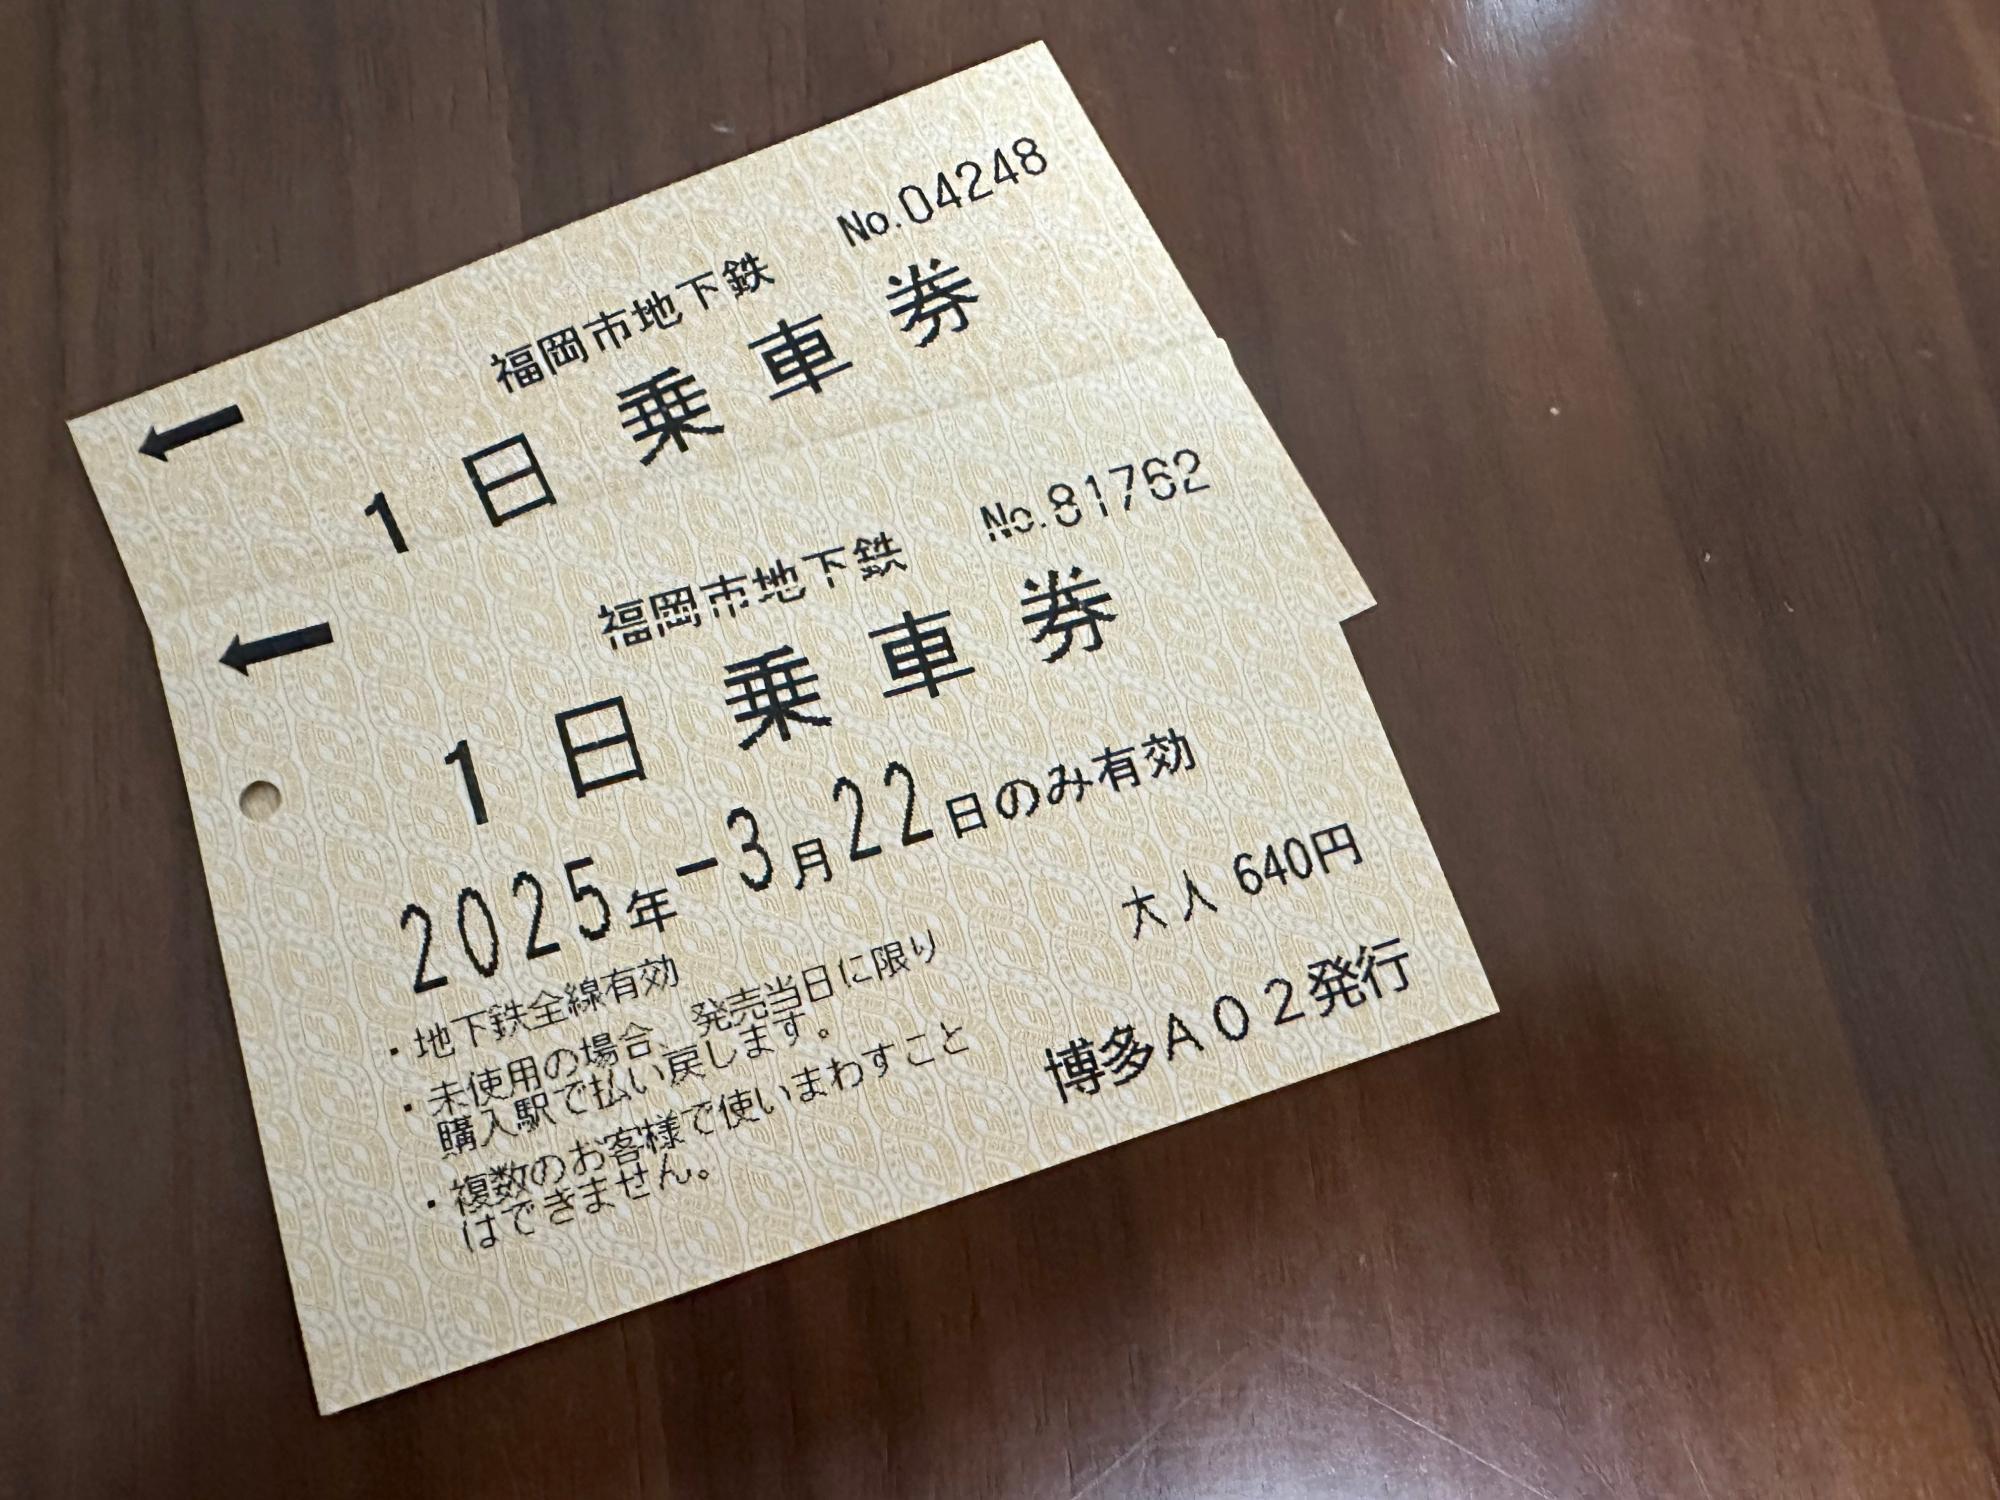 No.04248
福岡市地下鉄
1日乗車券
No.81762
福岡市地下鉄
1日乗車券
2025年-3月22日のみ有効
大人 640円
・地下鉄全線有効
・未使用の場合、発売当日に限り
購入駅で払い戻します。
・複数のお客様で使いまわすこと
はできません。
博多A02発行